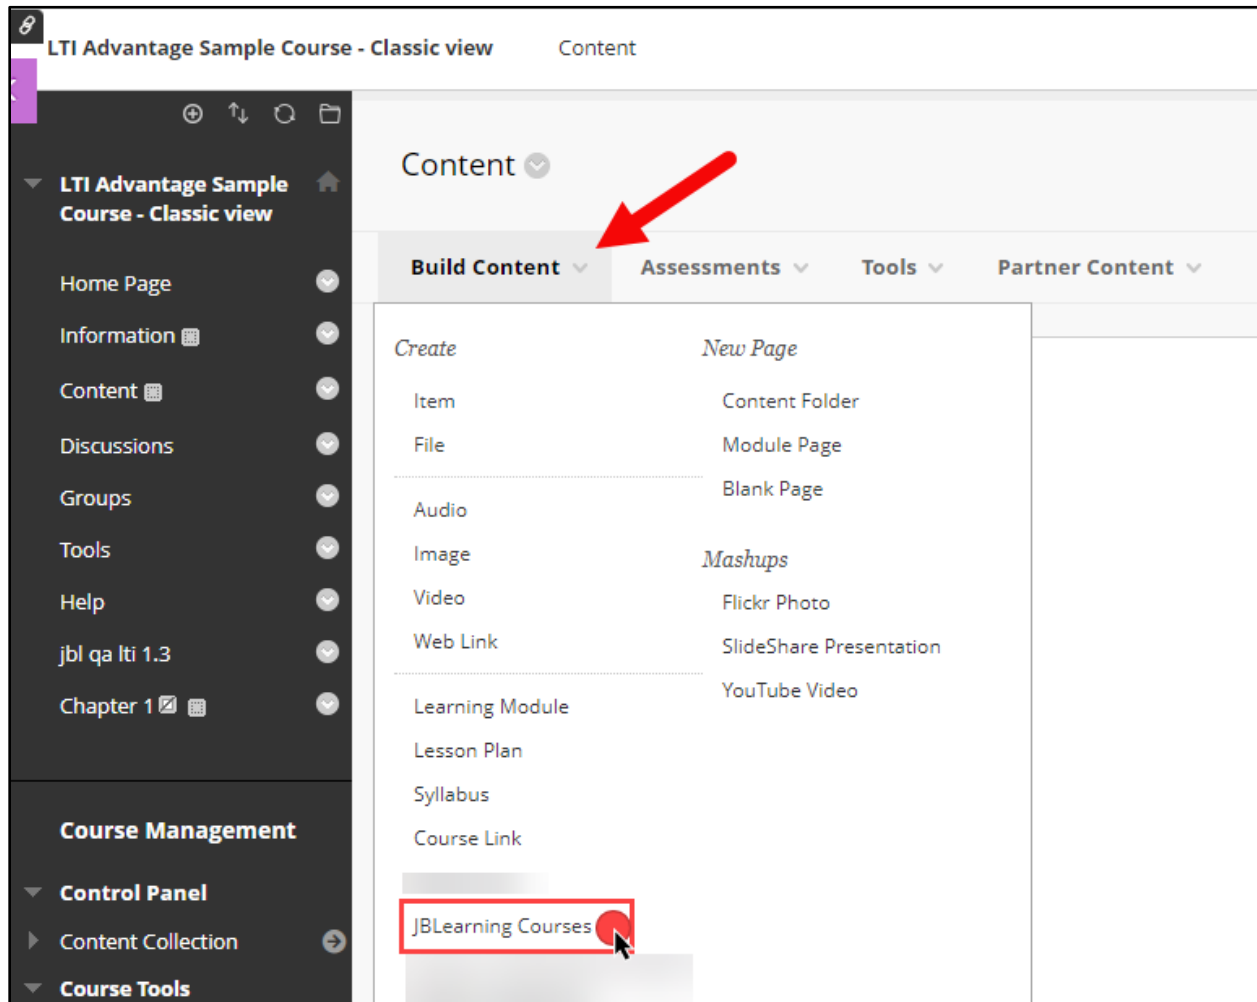 LTI Advantage Sample Course - Classic view Content
LTI Advantage Sample
Course - Classic view
Home Page
Information
Content
Discussions
Groups
Tools
Help
jbl qa lti 1.3
Chapter 1
Course Management
Control Panel
Content Collection
Course Tools
Content
Build Content Assessments Tools Partner Content
Create
Item
File
Audio
Image
Video
Web Link
Learning Module
Lesson Plan
Syllabus
Course Link
JBLearning Courses
New Page
Content Folder
Module Page
Blank Page
Mashups
Flickr Photo
SlideShare Presentation
YouTube Video